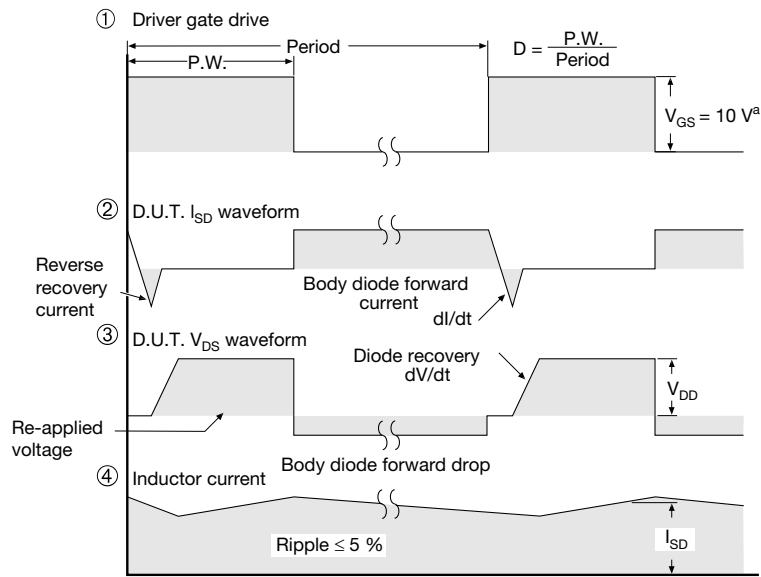 ① Driver gate drive
Period
P.W.
D = P.W. / Period
V_GS = 10 V^a
② D.U.T. I_SD waveform
Reverse
recovery
current
Body diode forward
current
dI/dt
③ D.U.T. V_DS waveform
Diode recovery
dV/dt
V_DD
Re-applied
voltage
Body diode forward drop
④ Inductor current
Ripple ≤ 5 %
I_SD